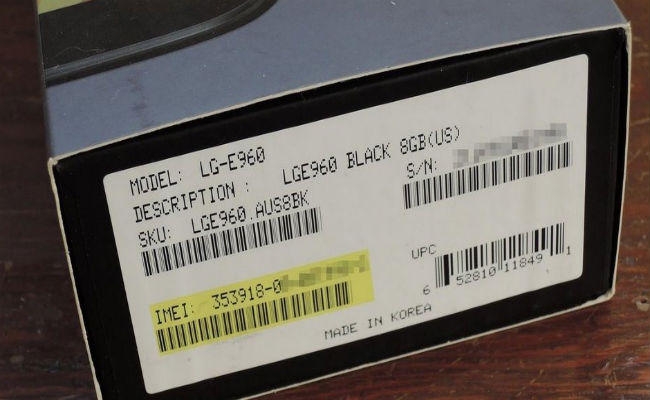 MODEL: LG-E960
DESCRIPTION : LGE960 BLACK 8GB(US)
SKU: LGE960.AUS8BK
S/N:
IMEI: 353918-0
UPC
6 52810 11849 1
MADE IN KOREA